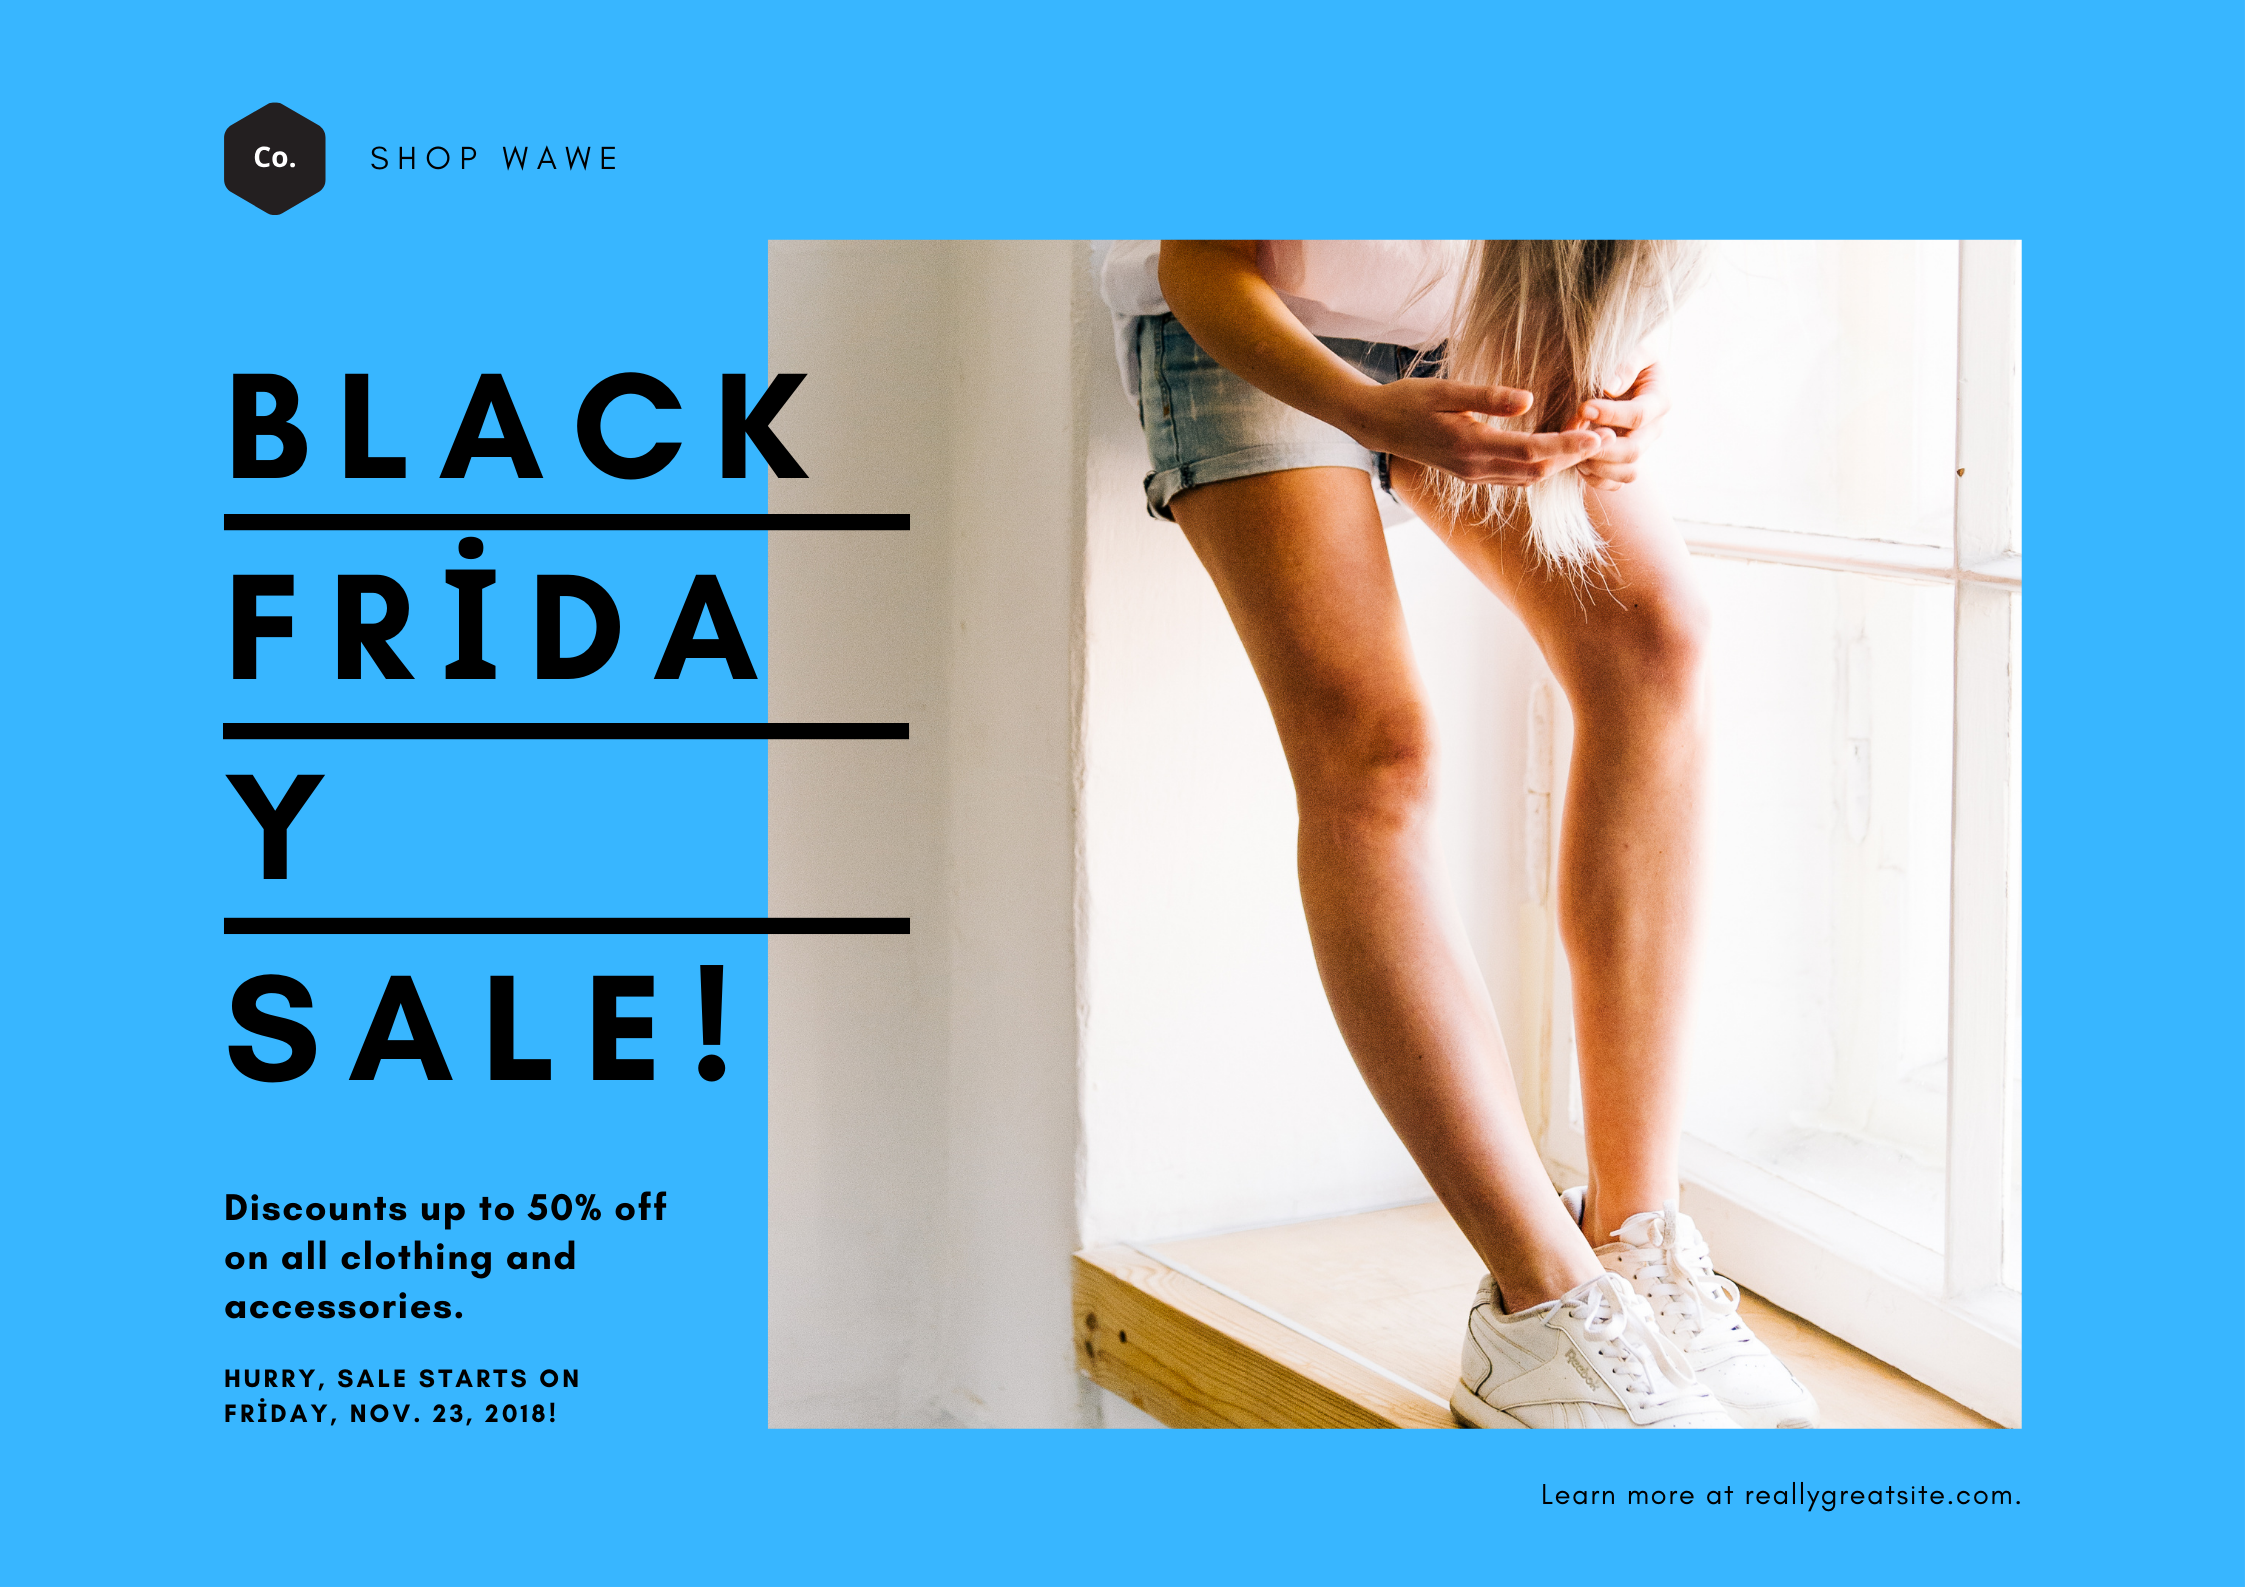 Co.
SHOP WAWE
BLACK
FRİDA
Y
SALE!
Discounts up to 50% off
on all clothing and
accessories.
HURRY, SALE STARTS ON
FRİDAY, NOV. 23, 2018!
Reebok
Learn more at reallygreatsite.com.